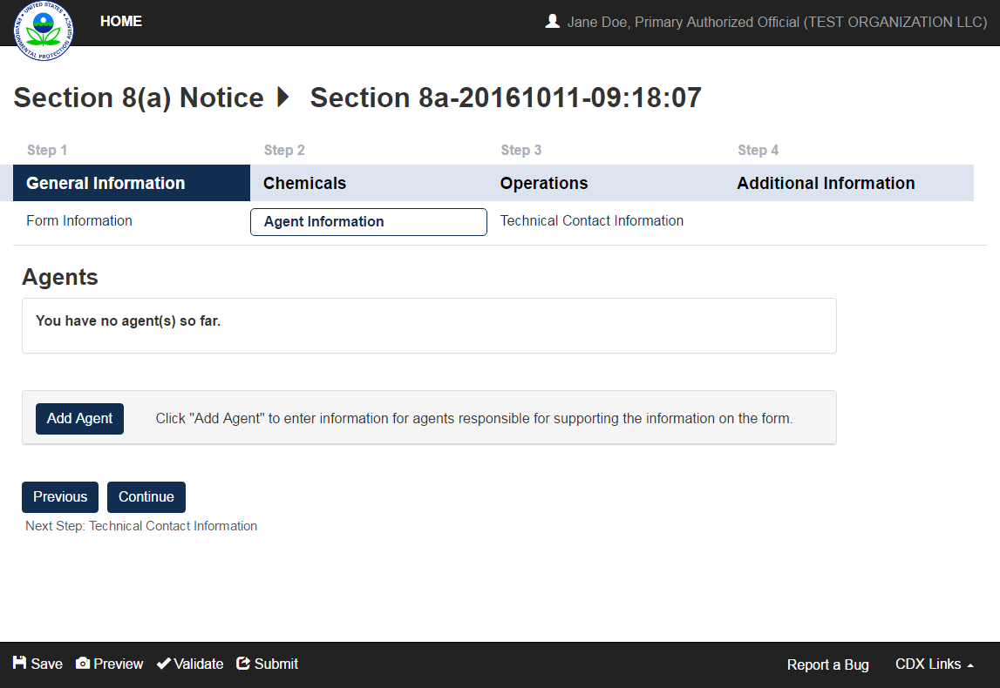 UNITED STATES
ENVIRONMENTAL PROTECTION AGENCY
HOME
Jane Doe, Primary Authorized Official (TEST ORGANIZATION LLC)
Section 8(a) Notice Section 8a-20161011-09:18:07
Step 1 Step 2 Step 3 Step 4
General Information Chemicals Operations Additional Information
Form Information Agent Information Technical Contact Information
Agents
You have no agent(s) so far.
Add Agent Click "Add Agent" to enter information for agents responsible for supporting the information on the form.
Previous Continue
Next Step: Technical Contact Information
Save Preview Validate Submit Report a Bug CDX Links